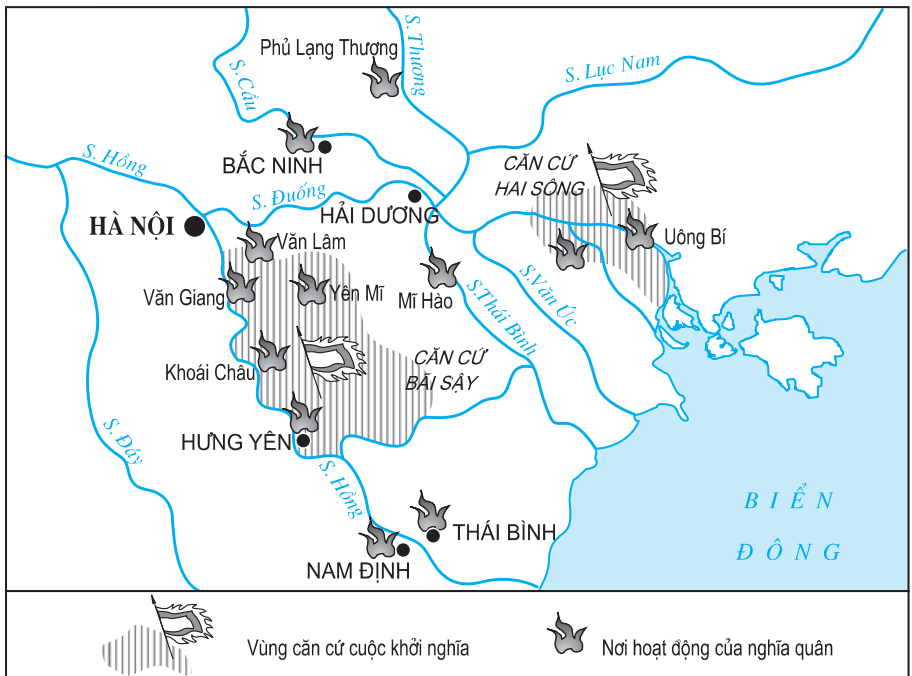 Phủ Lạng Thượng
S. Thương
S. Cầu
S. Lục Nam
BẮC NINH
S. Hồng
CĂN CỨ
HAI SÔNG
S. Đuống
HẢI DƯƠNG
HÀ NỘI
Văn Lâm
Uông Bí
Văn Giang
Yên Mĩ
Mĩ Hào
S.Thái Bình
S.Văn Úc
Khoái Châu
CĂN CỨ
BÃI SẬY
HƯNG YÊN
S. Đáy
S. Hồng
THÁI BÌNH
NAM ĐỊNH
BIỂN
ĐÔNG
Vùng căn cứ cuộc khởi nghĩa
Nơi hoạt động của nghĩa quân